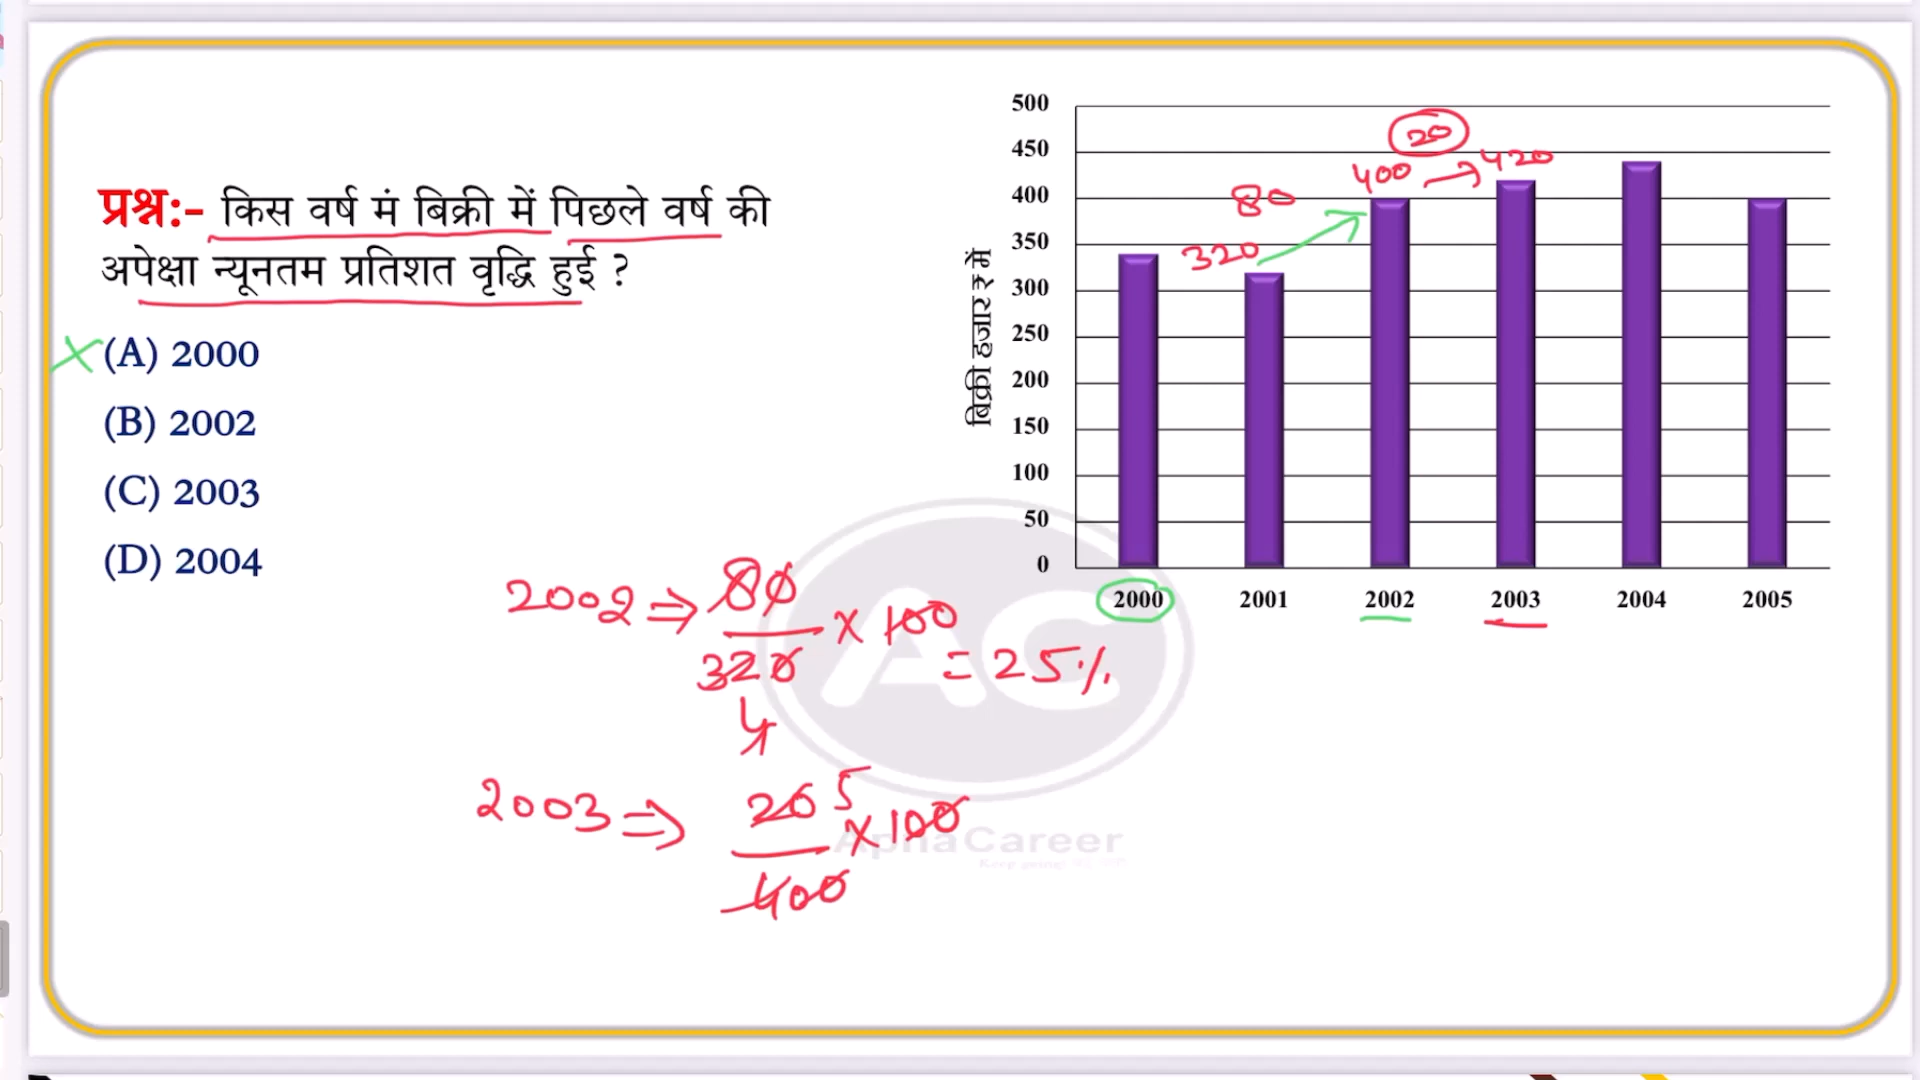 प्रश्न:- किस वर्ष मं बिक्री में पिछले वर्ष की
अपेक्षा न्यूनतम प्रतिशत वृद्धि हुई ?
(A) 2000
(B) 2002
(C) 2003
(D) 2004
बिक्री हजार रु में
500
450
400
350
300
250
200
150
100
50
0
2000 2001 2002 2003 2004 2005
20
400 → 420
80
320
2002 ⇒ 80
320
× 100
= 25%
4
2003 ⇒ 20 5
400
× 100
AC
ApnaCareer